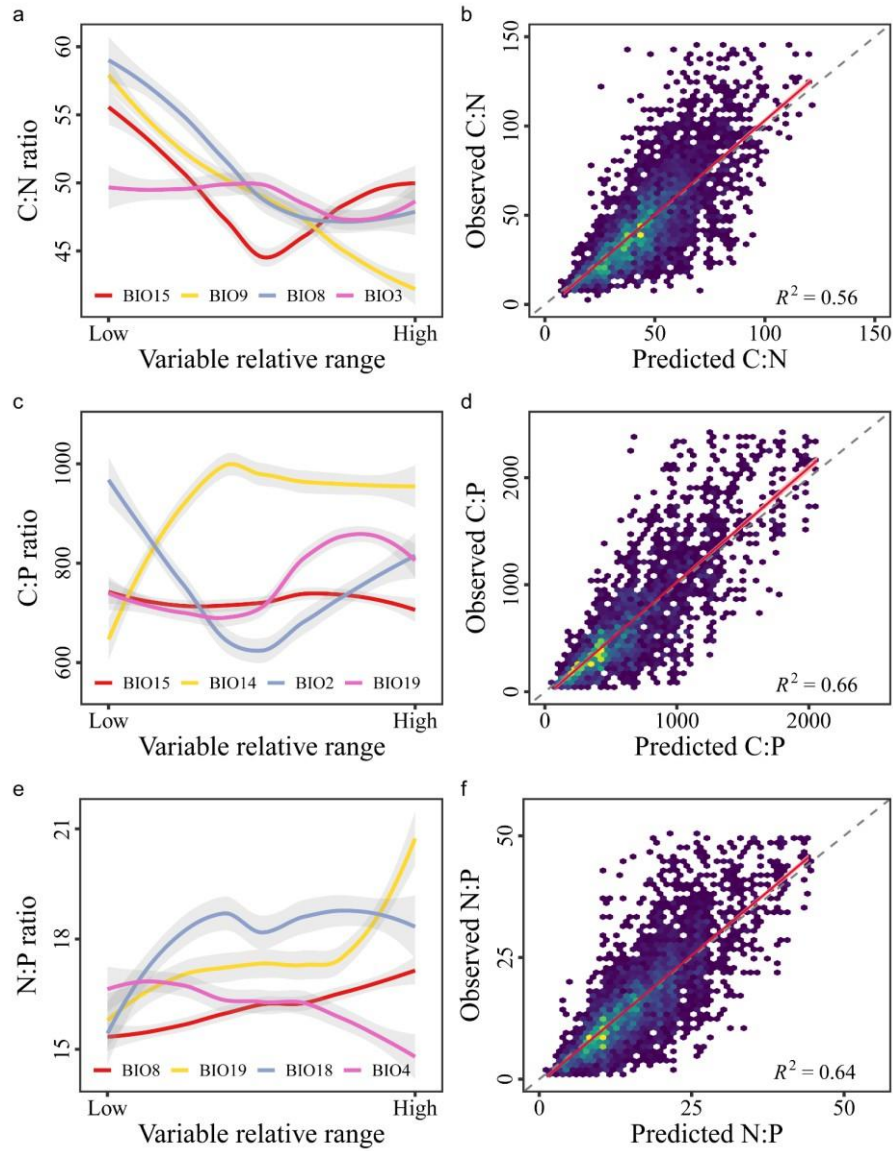 a
60
55
50
45
C:N ratio
BIO15 BIO9 BIO8 BIO3
Low High
Variable relative range
b
150
100
50
0
Observed C:N
R² = 0.56
0 50 100 150
Predicted C:N
c
1000
800
600
C:P ratio
BIO15 BIO14 BIO2 BIO19
Low High
Variable relative range
d
2000
1000
0
Observed C:P
R² = 0.66
0 1000 2000
Predicted C:P
e
21
18
15
N:P ratio
BIO8 BIO19 BIO18 BIO4
Low High
Variable relative range
f
50
25
0
Observed N:P
R² = 0.64
0 25 50
Predicted N:P